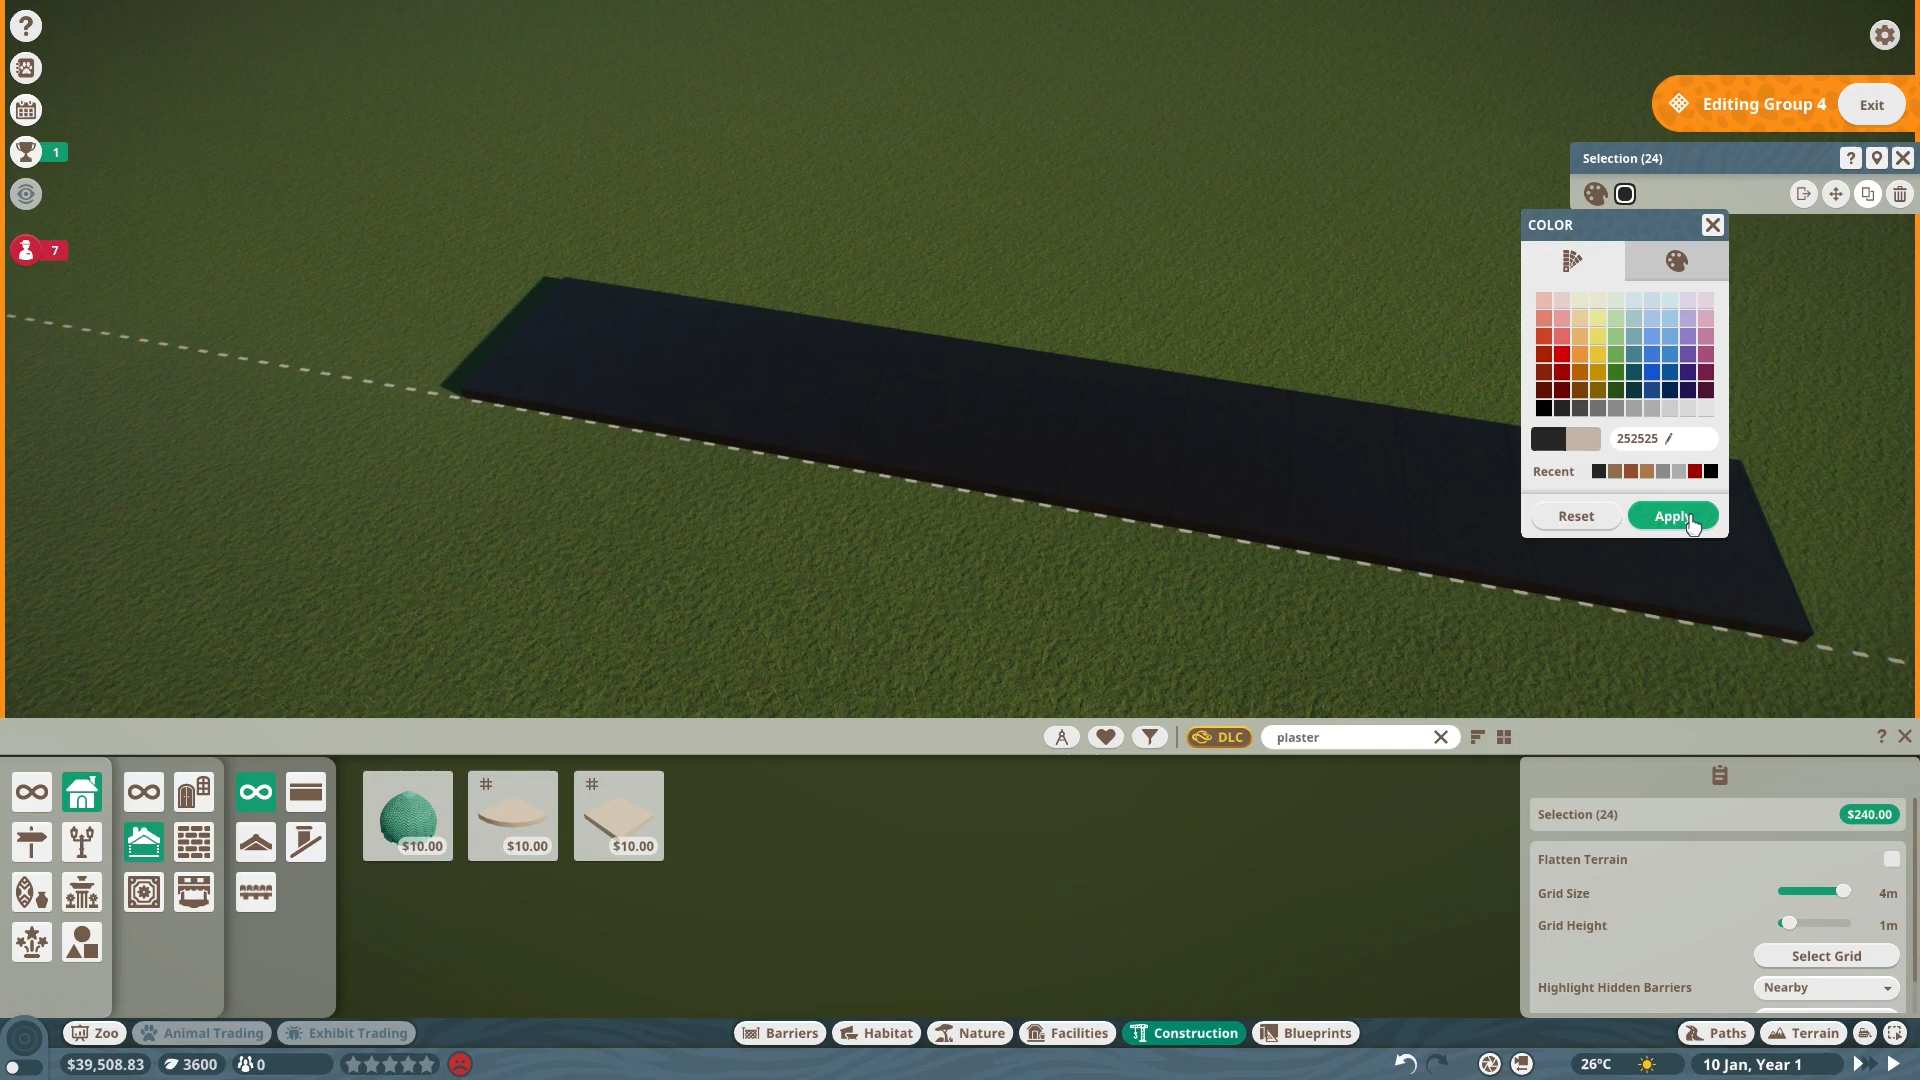 ?
Editing Group 4
Exit
1
Selection (24)
?
7
COLOR
252525
Recent
Reset
Apply
DLC
plaster
?
$10.00
$10.00
$10.00
Selection (24)
$240.00
Flatten Terrain
Grid Size
4m
Grid Height
1m
Select Grid
Highlight Hidden Barriers
Nearby
Zoo
Animal Trading
Exhibit Trading
Barriers
Habitat
Nature
Facilities
Construction
Blueprints
Paths
Terrain
$39,508.83
3600
0
26°C
10 Jan, Year 1